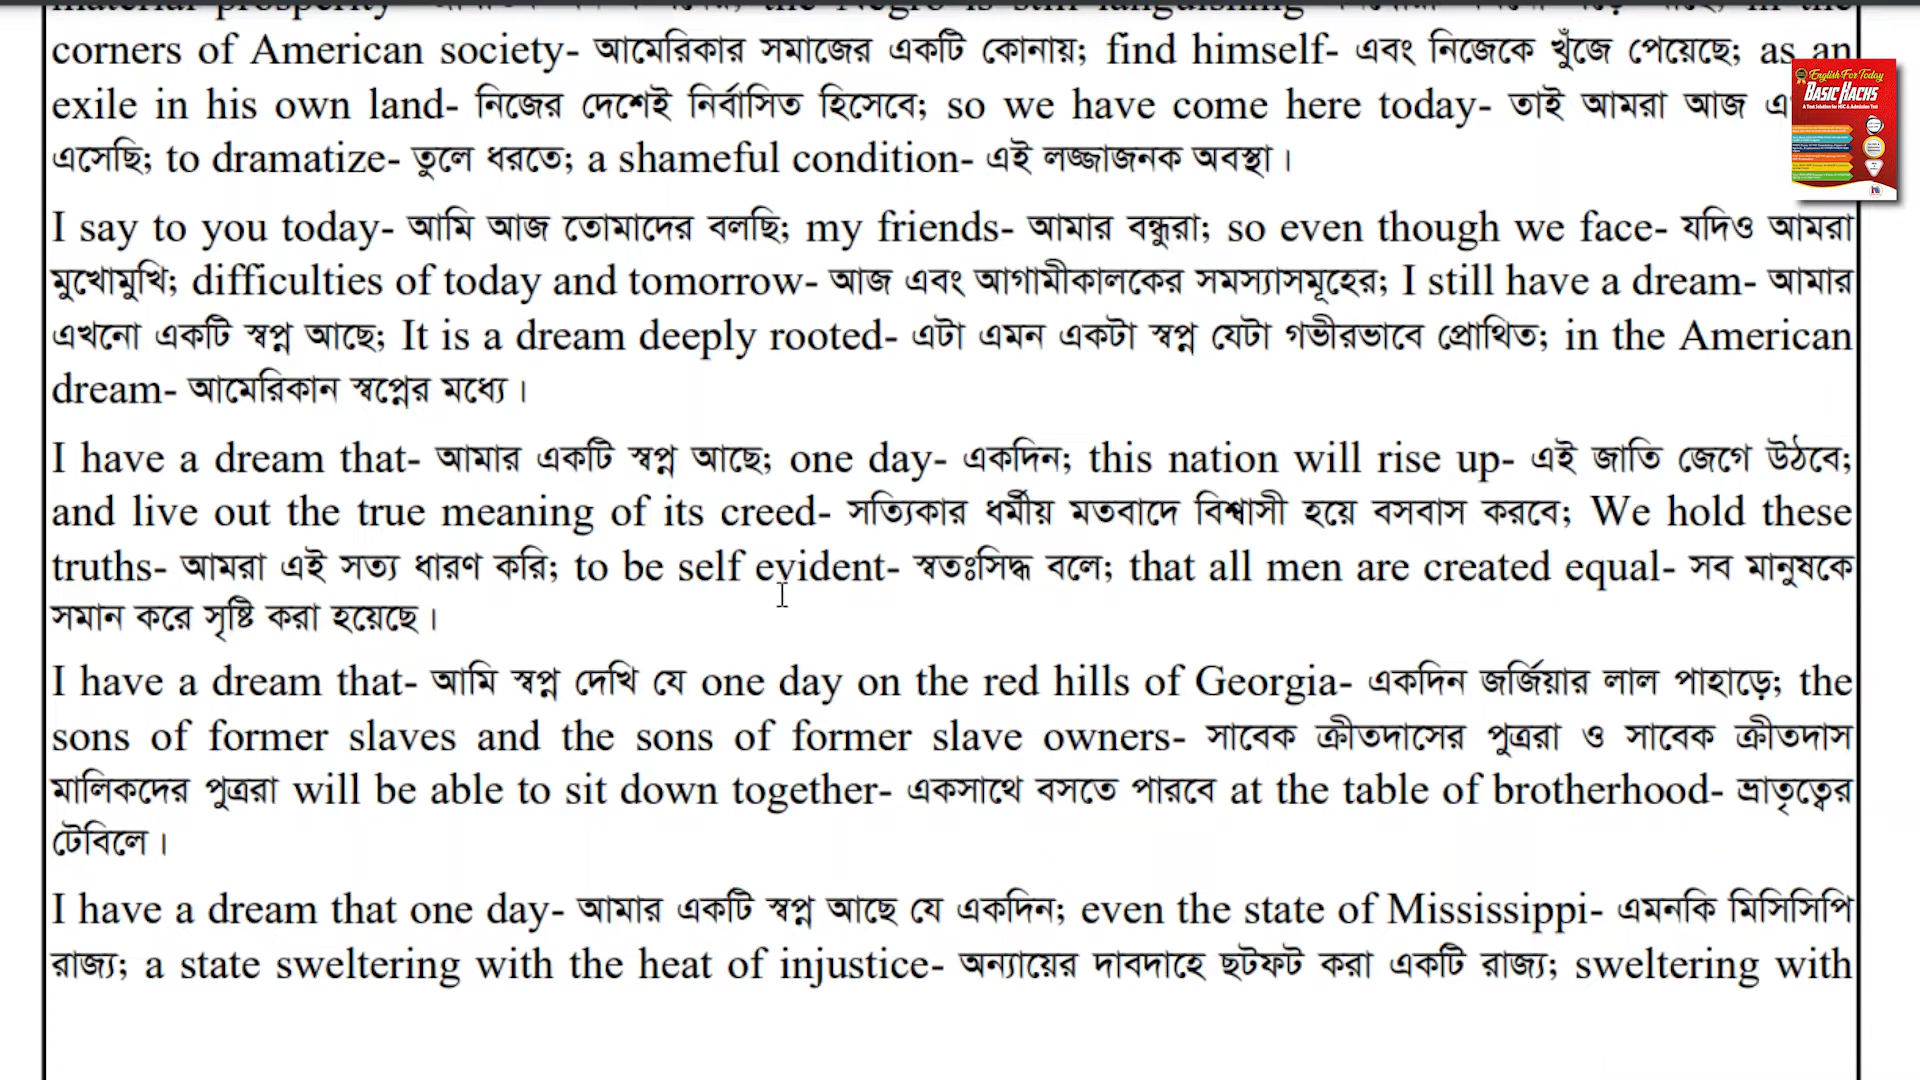 corners of American society- আমেরিকার সমাজের একটি কোনায়; find himself- এবং নিজেকে খুঁজে পেয়েছে; as an
exile in his own land- নিজের দেশেই নির্বাসিত হিসেবে; so we have come here today- তাই আমরা আজ
এসেছি; to dramatize- তুলে ধরতে; a shameful condition- এই লজ্জাজনক অবস্থা।
I say to you today- আমি আজ তোমাদের বলছি; my friends- আমার বন্ধুরা; so even though we face- যদিও আমরা
মুখোমুখি; difficulties of today and tomorrow- আজ এবং আগামীকালকের সমস্যাসমূহের; I still have a dream- আমার
এখনো একটি স্বপ্ন আছে; It is a dream deeply rooted- এটা এমন একটা স্বপ্ন যেটা গভীরভাবে প্রোথিত; in the American
dream- আমেরিকান স্বপ্নের মধ্যে।
I have a dream that- আমার একটি স্বপ্ন আছে; one day- একদিন; this nation will rise up- এই জাতি জেগে উঠবে;
and live out the true meaning of its creed- সত্যিকার ধর্মীয় মতবাদে বিশ্বাসী হয়ে বসবাস করবে; We hold these
truths- আমরা এই সত্য ধারণ করি; to be self evident- স্বতঃসিদ্ধ বলে; that all men are created equal- সব মানুষকে
সমান করে সৃষ্টি করা হয়েছে।
I have a dream that- আমি স্বপ্ন দেখি যে one day on the red hills of Georgia- একদিন জর্জিয়ার লাল পাহাড়ে; the
sons of former slaves and the sons of former slave owners- সাবেক ক্রীতদাসের পুত্ররা ও সাবেক ক্রীতদাস
মালিকদের পুত্ররা will be able to sit down together- একসাথে বসতে পারবে at the table of brotherhood- ভ্রাতৃত্বের
টেবিলে।
I have a dream that one day- আমার একটি স্বপ্ন আছে যে একদিন; even the state of Mississippi- এমনকি মিসিসিপি
রাজ্য; a state sweltering with the heat of injustice- অন্যায়ের দাবদাহে ছটফট করা একটি রাজ্য; sweltering with
English For Today
BASIC HACKS